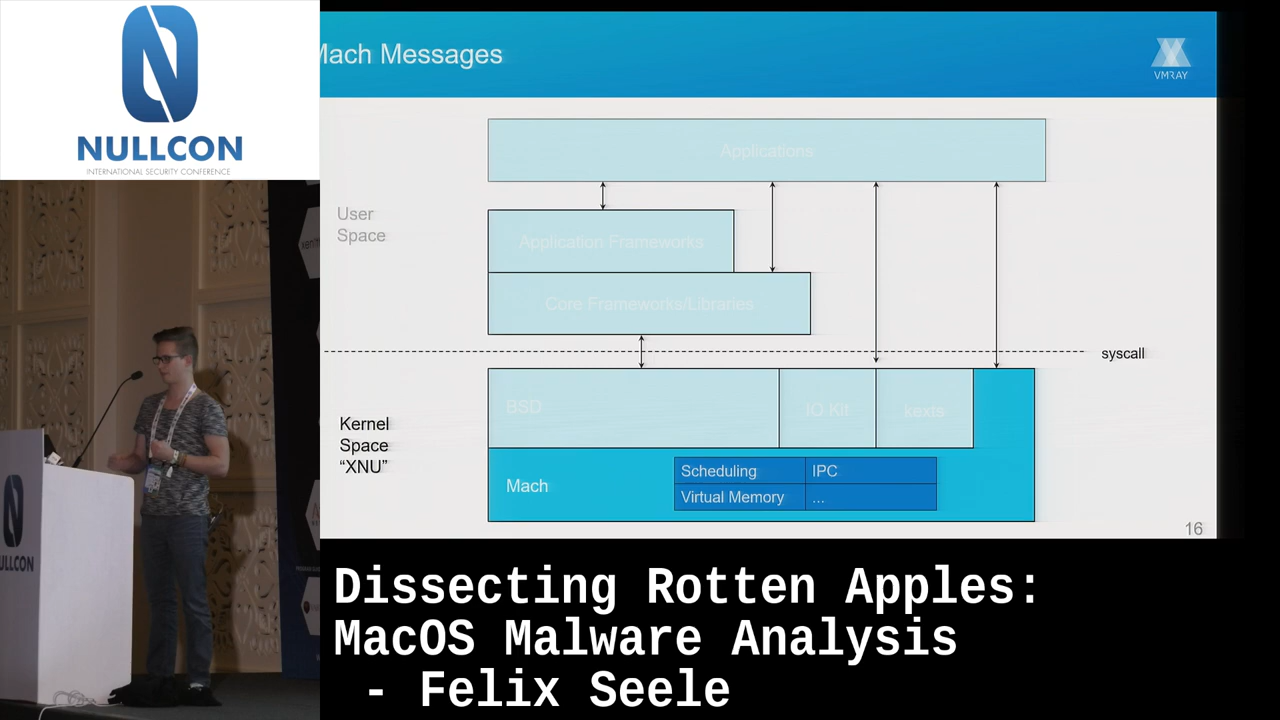 NULLCON
INTERNATIONAL SECURITY CONFERENCE
Mach Messages
VMRAY
Applications
User
Space
Application Frameworks
Core Frameworks/Libraries
syscall
Kernel
Space
“XNU”
BSD
IO Kit
kexts
Mach
Scheduling
IPC
Virtual Memory
...
16
NULLCON
Dissecting Rotten Apples:
MacOS Malware Analysis
- Felix Seele